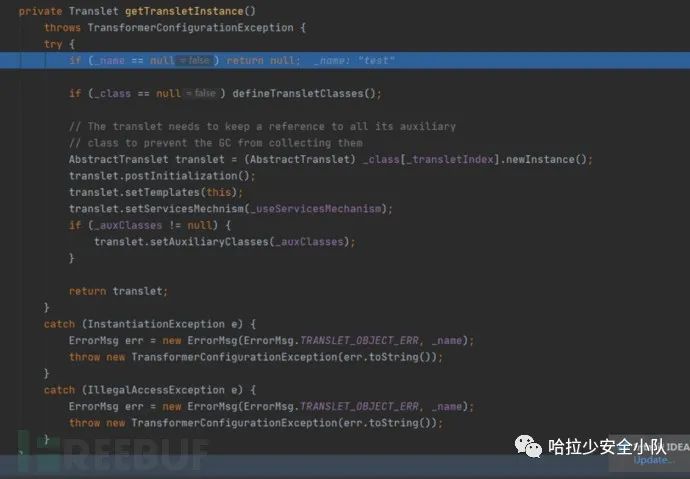 private Translet getTransletInstance()
throws TransformerConfigurationException {
try {
if (_name == null = false ) return null;  _name: "test"
if (_class == null = false ) defineTransletClasses();
// The translet needs to keep a reference to all its auxiliary
// class to prevent the GC from collecting them
AbstractTranslet translet = (AbstractTranslet) _class[_transletIndex].newInstance();
translet.postInitialization();
translet.setTemplates(this);
translet.setServicesMechnism(_useServicesMechanism);
if (_auxClasses != null) {
translet.setAuxiliaryClasses(_auxClasses);
}
return translet;
}
catch (InstantiationException e) {
ErrorMsg err = new ErrorMsg(ErrorMsg.TRANSLET_OBJECT_ERR, _name);
throw new TransformerConfigurationException(err.toString());
}
catch (IllegalAccessException e) {
ErrorMsg err = new ErrorMsg(ErrorMsg.TRANSLET_OBJECT_ERR, _name);
throw new TransformerConfigurationException(err.toString());
}
REEBUF
哈拉少安全小队
IDEA
Update...